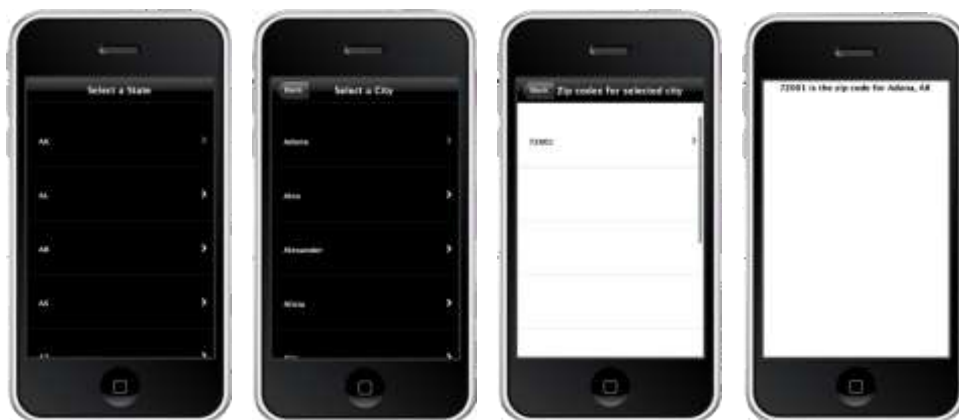 Select a State
AK
AL
AR
Back Select a City
Adona
Alco
Alexander
Back Zip codes for selected city
72001
72001 is the zip code for Adona, AR